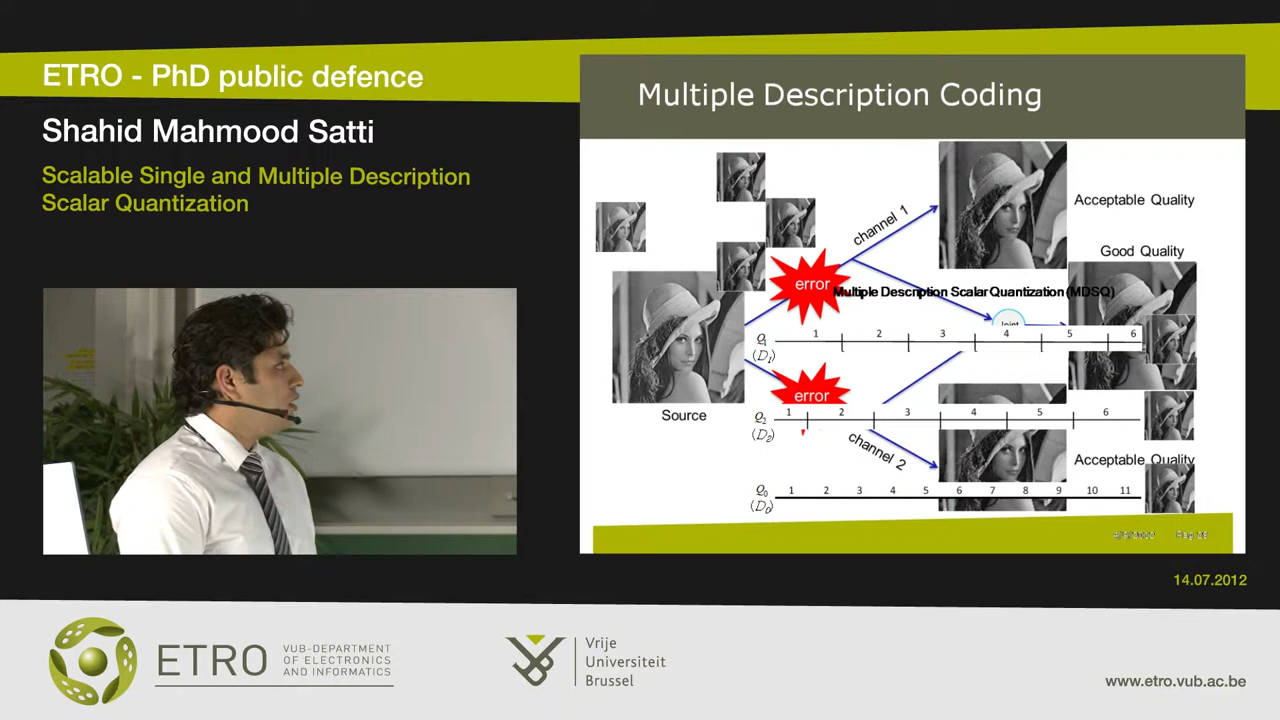 ETRO - PhD public defence
Shahid Mahmood Satti
Scalable Single and Multiple Description
Scalar Quantization
Multiple Description Coding
channel 1
Acceptable Quality
Good Quality
error
Multiple Description Scalar Quantization (MDSQ)
Joint
Q₁ 1 2 3 4 5 6
(D₁)
error
Source
Q₂ 1 2 3 4 5 6
(D₂)
channel 2
Acceptable Quality
Q₀ 1 2 3 4 5 6 7 8 9 10 11
(D₀)
14.07.2012
ETRO
VUB-DEPARTMENT
OF ELECTRONICS
AND INFORMATICS
Vrije
Universiteit
Brussel
www.etro.vub.ac.be